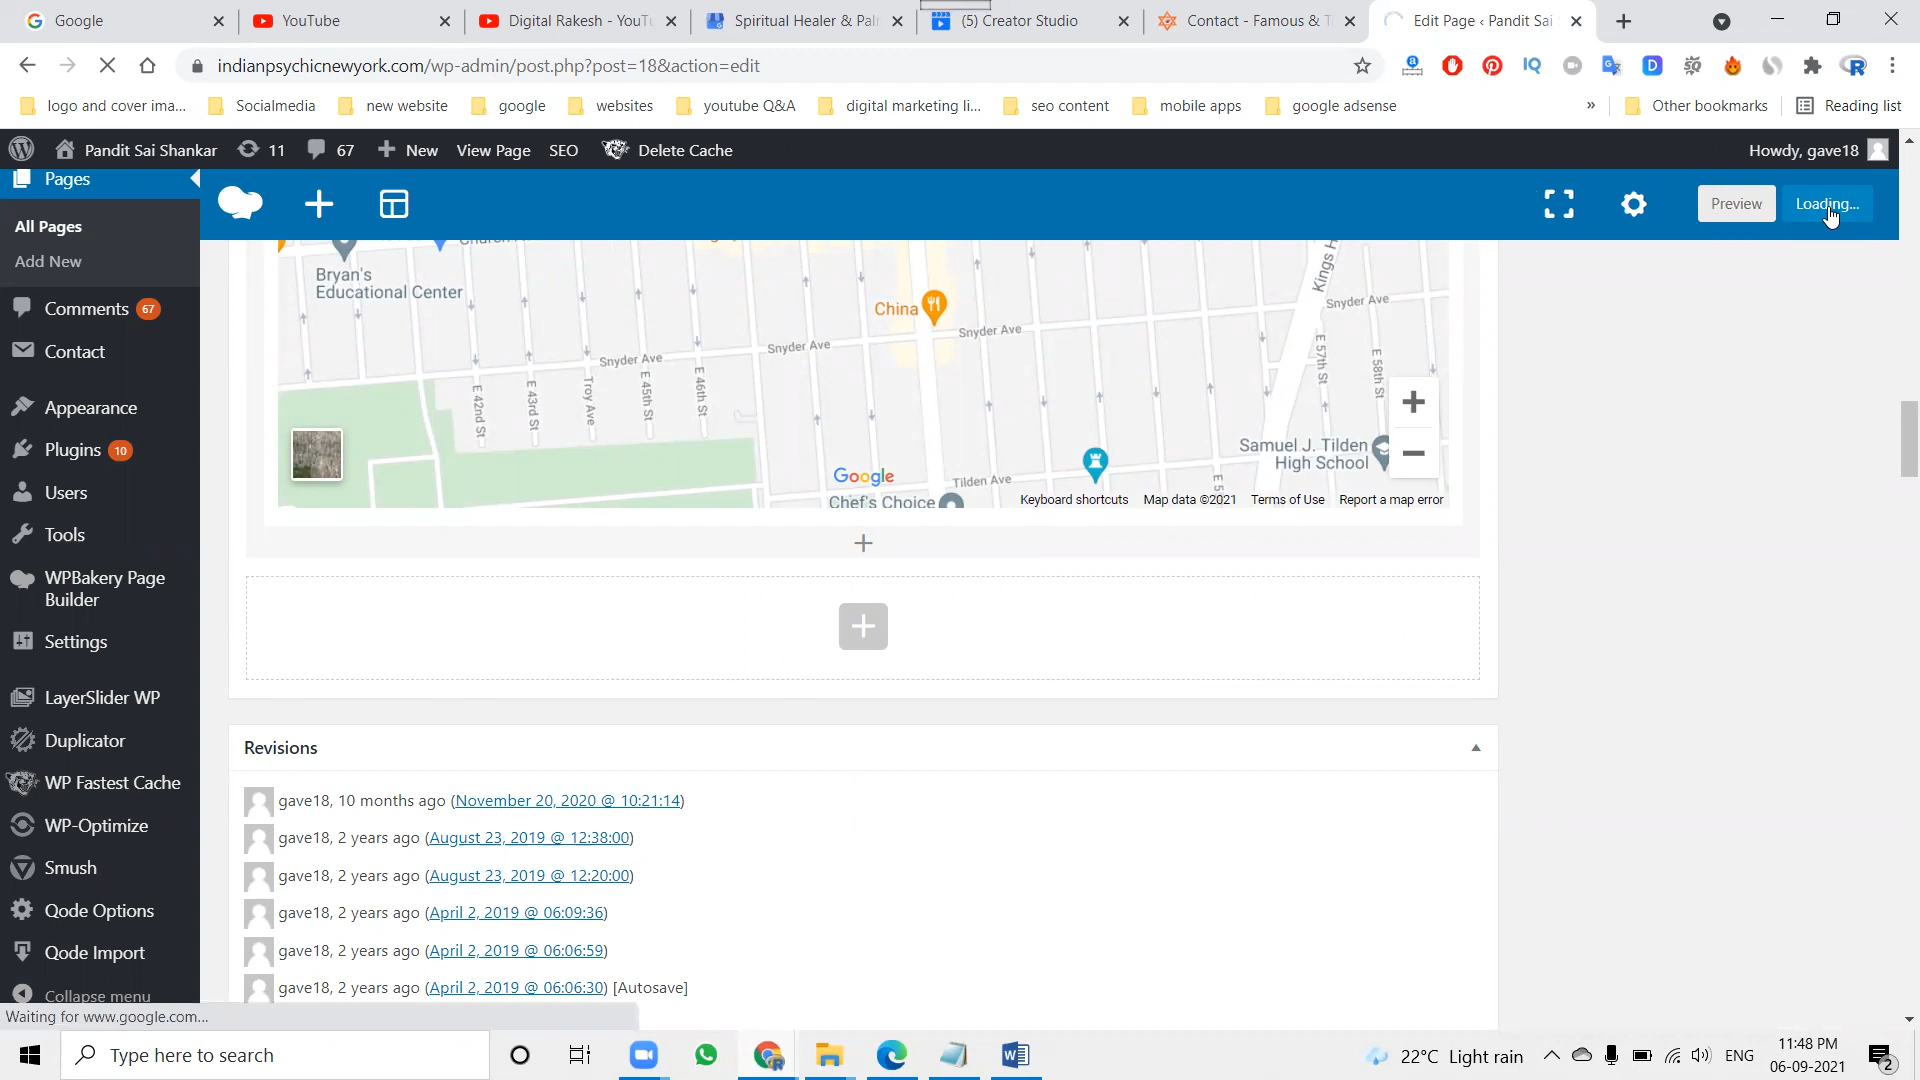 Google
YouTube
Digital Rakesh - YouTu
Spiritual Healer & Paln
(5) Creator Studio
Contact - Famous & T
Edit Page ‹ Pandit Sai
indianpsychicnewyork.com/wp-admin/post.php?post=18&action=edit
logo and cover ima...
Socialmedia
new website
google
websites
youtube Q&A
digital marketing li...
seo content
mobile apps
google adsense
»
Other bookmarks
Reading list
Pandit Sai Shankar
11
67
New
View Page
SEO
Delete Cache
Howdy, gave18
Pages
All Pages
Add New
Comments 67
Contact
Appearance
Plugins 10
Users
Tools
WPBakery Page
Builder
Settings
LayerSlider WP
Duplicator
WP Fastest Cache
WP-Optimize
Smush
Qode Options
Qode Import
Collapse menu
Preview
Loading...
Bryan's
Educational Center
China
Kings H
Snyder Ave
Snyder Ave
Snyder Ave
Snyder Ave
E 42nd St
E 43rd St
Troy Ave
E 45th St
E 46th St
E 57th St
E 58th St
Samuel J. Tilden
High School
Google
Tilden Ave
Chef's Choice
Keyboard shortcuts
Map data ©2021
Terms of Use
Report a map error
Revisions
gave18, 10 months ago (November 20, 2020 @ 10:21:14)
gave18, 2 years ago (August 23, 2019 @ 12:38:00)
gave18, 2 years ago (August 23, 2019 @ 12:20:00)
gave18, 2 years ago (April 2, 2019 @ 06:09:36)
gave18, 2 years ago (April 2, 2019 @ 06:06:59)
gave18, 2 years ago (April 2, 2019 @ 06:06:30) [Autosave]
Waiting for www.google.com...
Type here to search
22°C Light rain
ENG
11:48 PM
06-09-2021
2